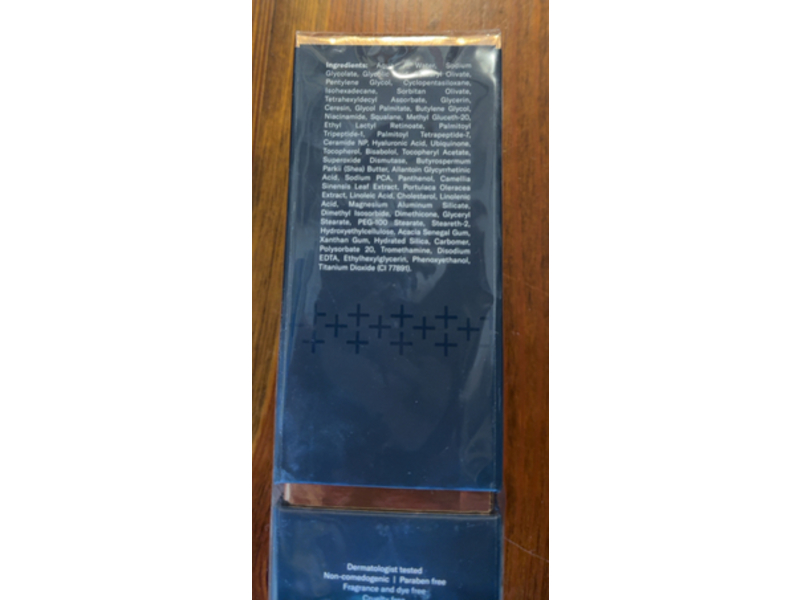 Ingredients: Water, Sodium
Glycolate, Olivate,
Pentylene Glycol, Cyclopentasiloxane,
Isohexadecane, Sorbitan Olivate,
Tetrahexyldecyl Ascorbate, Glycerin,
Ceresin, Glycol Palmitate, Butylene Glycol,
Niacinamide, Squalane, Methyl Gluceth-20,
Ethyl Lactyl Retinoate, Palmitoyl
Tripeptide-1, Palmitoyl Tetrapeptide-7,
Ceramide NP, Hyaluronic Acid, Ubiquinone,
Tocopherol, Bisabolol, Tocopheryl Acetate,
Superoxide Dismutase, Butyrospermum
Parkii (Shea) Butter, Allantoin Glycyrrhetinic
Acid, Sodium PCA, Panthenol, Camellia
Sinensis Leaf Extract, Portulaca Oleracea
Extract, Linoleic Acid, Cholesterol, Linolenic
Acid, Magnesium Aluminum Silicate,
Dimethyl Isosorbide, Dimethicone, Glyceryl
Stearate, PEG-100 Stearate, Steareth-2,
Hydroxyethylcellulose, Acacia Senegal Gum,
Xanthan Gum, Hydrated Silica, Carbomer,
Polysorbate 20, Tromethamine, Disodium
EDTA, Ethylhexylglycerin, Phenoxyethanol,
Titanium Dioxide (CI 77891).
Dermatologist tested
Non-comedogenic | Paraben free
Fragrance and dye free